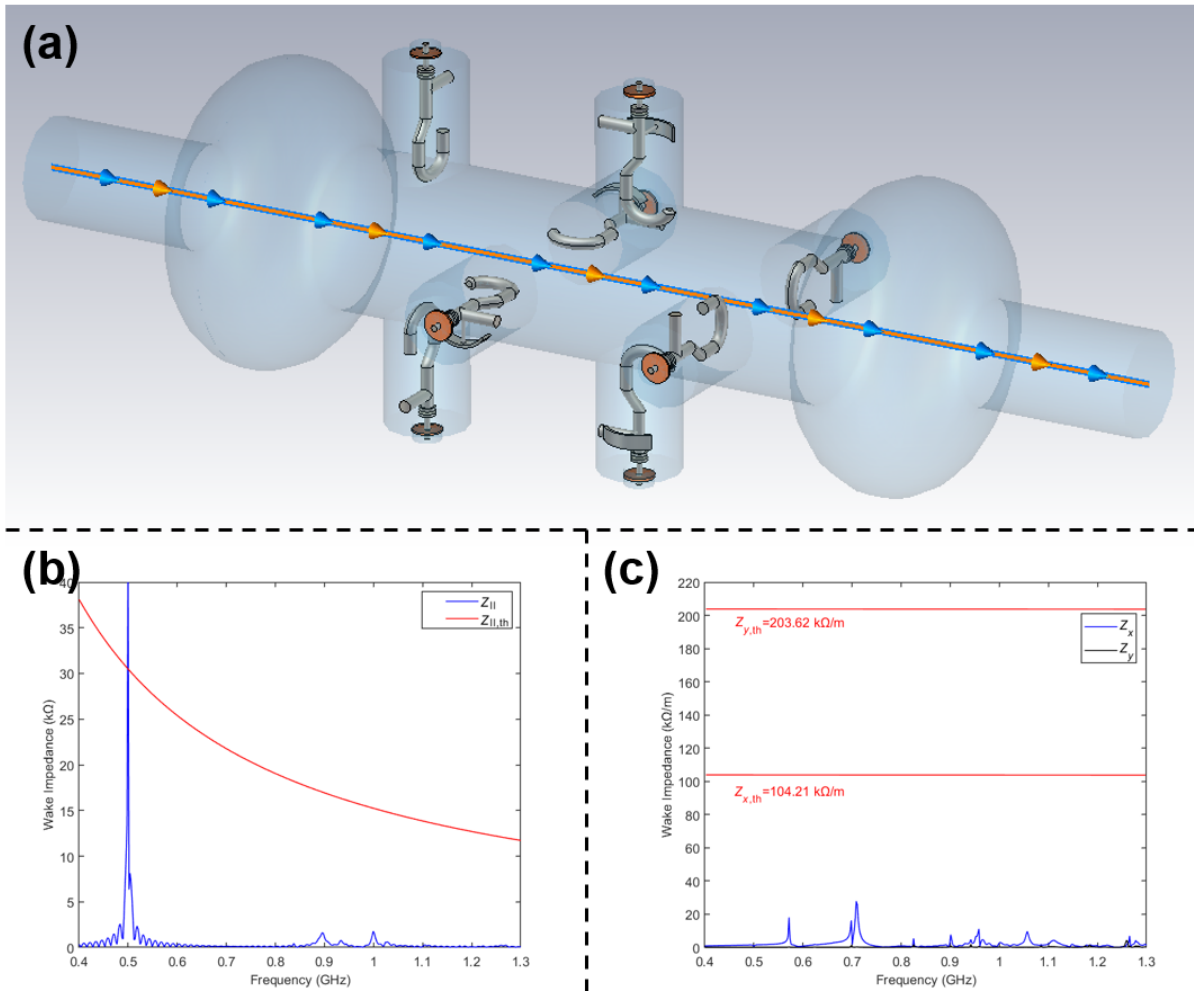 (a)
(b)
40
35
30
25
20
15
10
5
0
Wake Impedance (kΩ)
Z||
Z||,th
0.4 0.5 0.6 0.7 0.8 0.9 1 1.1 1.2 1.3
Frequency (GHz)
(c)
220
200
180
160
140
120
100
80
60
40
20
0
Wake Impedance (kΩ/m)
Zy,th=203.62 kΩ/m
Zx
Zy
Zx,th=104.21 kΩ/m
0.4 0.5 0.6 0.7 0.8 0.9 1 1.1 1.2 1.3
Frequency (GHz)